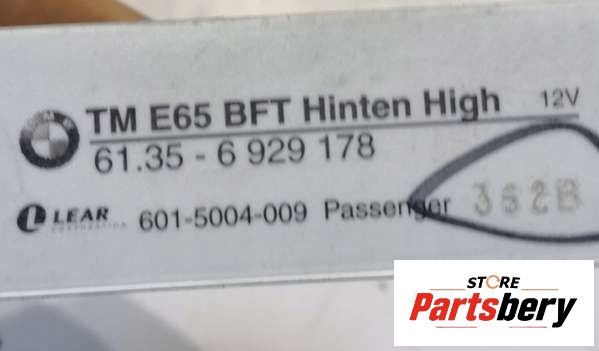 TM E65 BFT Hinten High 12V
61.35 - 6 929 178
LEAR
CORPORATION
601-5004-009 Passenger 362B
STORE
Partsbery